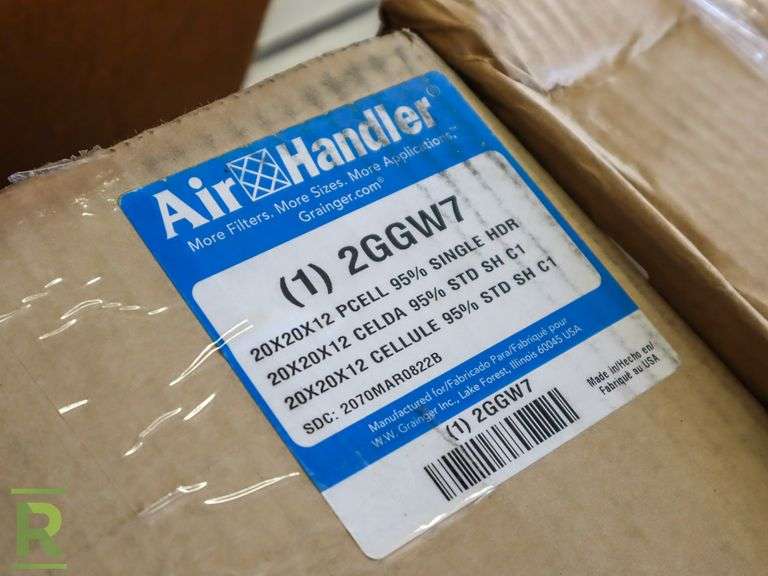 Air Handler
More Filters. More Sizes. More Applications.™
Grainger.com®
(1) 2GGW7
20X20X12 PCELL 95% SINGLE HDR
20X20X12 CELDA 95% STD SH C1
20X20X12 CELLULE 95% STD SH C1
SDC: 2070MAR0822B
Manufactured for/Fabricado Para/Fabriqué pour
W.W. Grainger Inc., Lake Forest, Illinois 60045 USA
Made in/Hecho en/
Fabriqué au USA
(1) 2GGW7
R